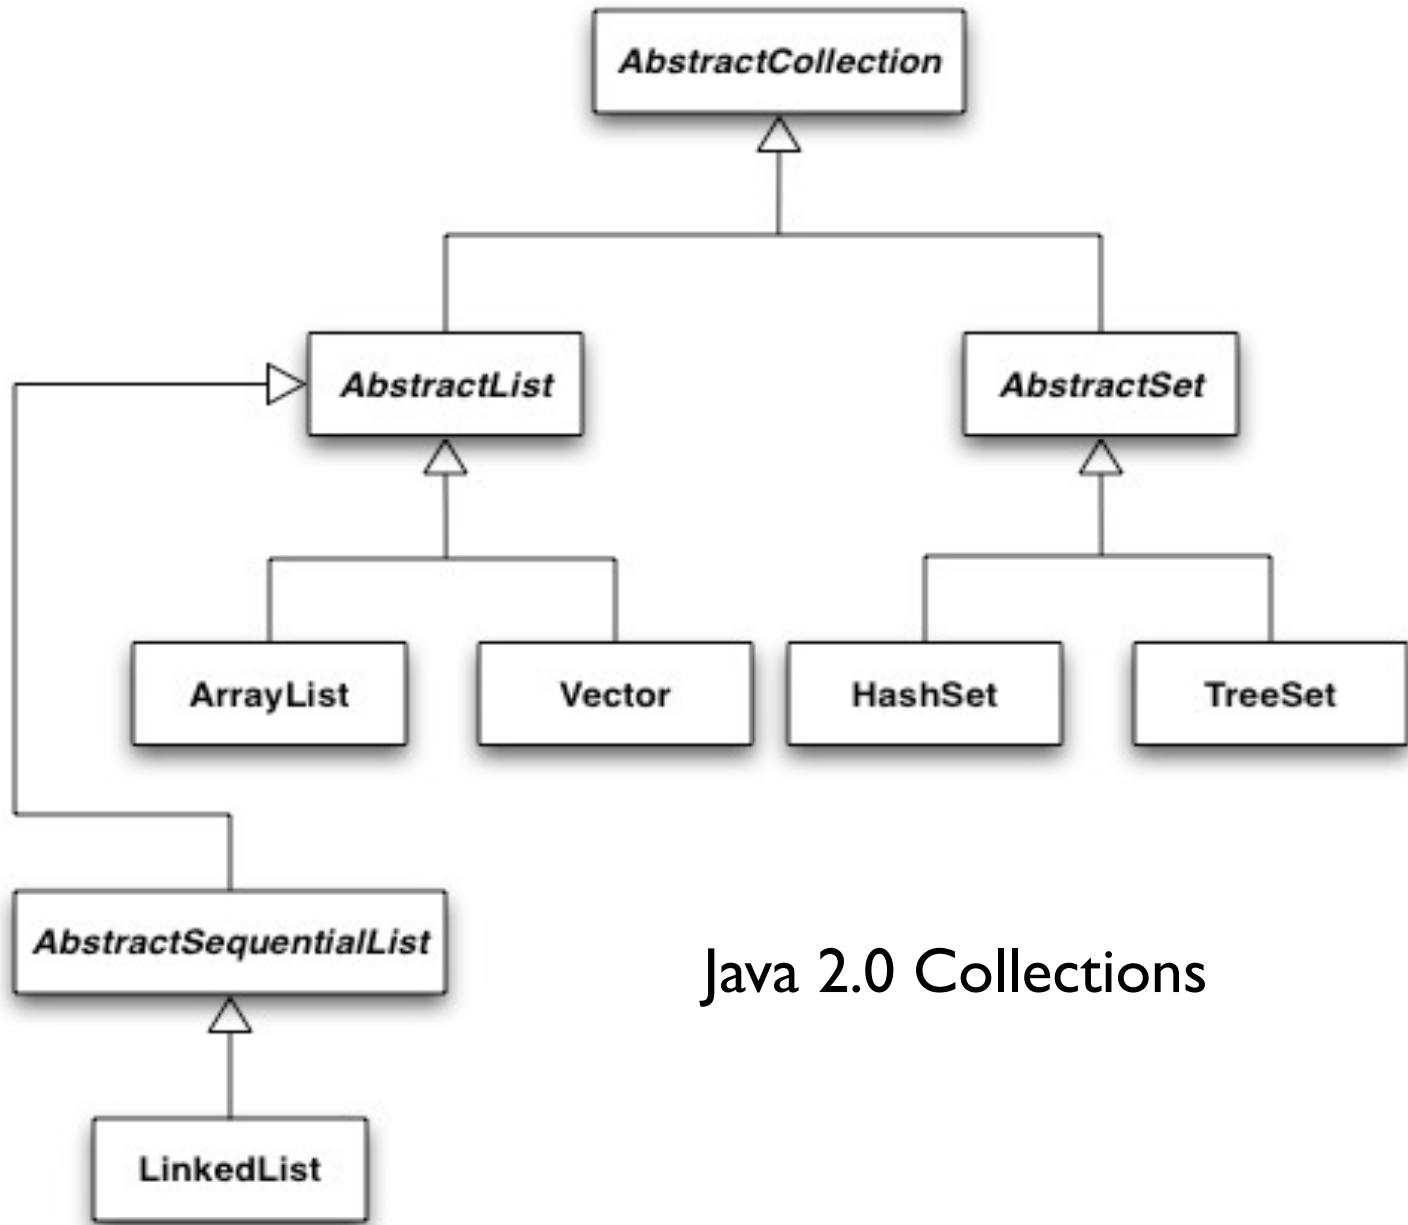 AbstractCollection
AbstractList
AbstractSet
ArrayList
Vector
HashSet
TreeSet
AbstractSequentialList
Java 2.0 Collections
LinkedList